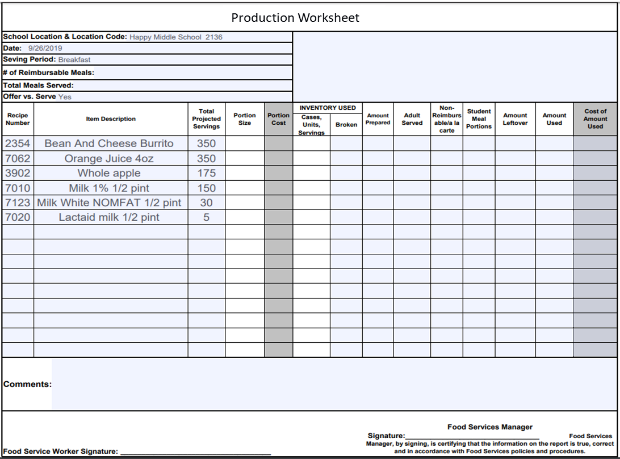 Production Worksheet
School Location & Location Code: Happy Middle School 2136
Date: 9/26/2019
Seving Period: Breakfast
# of Reimbursable Meals:
Total Meals Served:
Offer vs. Serve Yes
Recipe Number Item Description Total Projected Servings Portion Size Portion Cost INVENTORY USED Cases, Units, Servings Broken Amount Prepared Adult Served Non-Reimbursable/a la carte Student Meal Portions Amount Leftover Amount Used Cost of Amount Used
2354 Bean And Cheese Burrito 350
7062 Orange Juice 4oz 350
3902 Whole apple 175
7010 Milk 1% 1/2 pint 150
7123 Milk White NOMFAT 1/2 pint 30
7020 Lactaid milk 1/2 pint 5
Comments:
Food Services Manager
Signature: Food Services
Manager, by signing, is certifying that the information on the report is true, correct
and in accordance with Food Services policies and procedures.
Food Service Worker Signature: